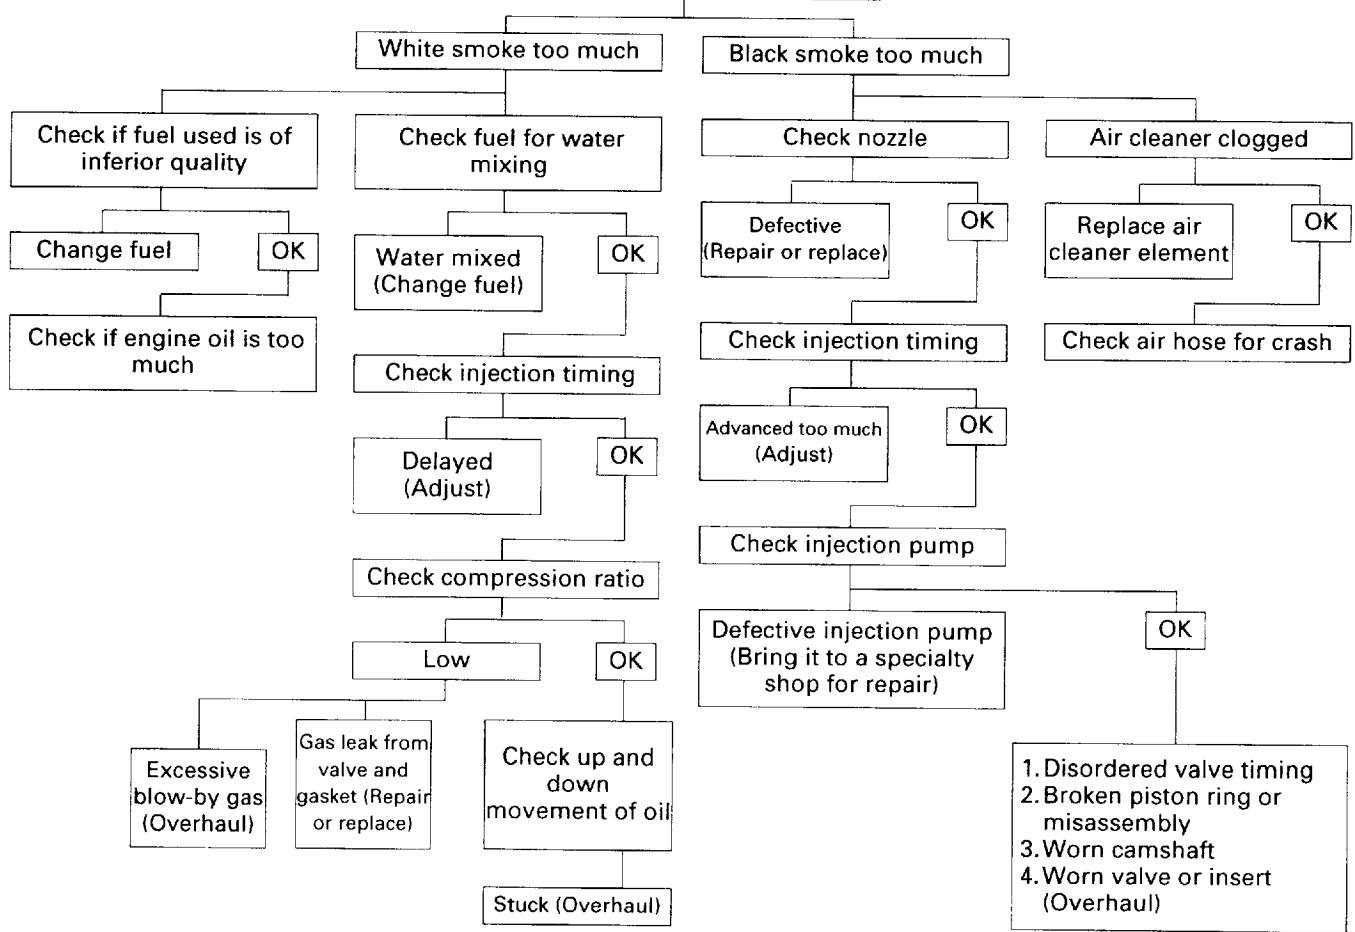 White smoke too much
Black smoke too much
Check if fuel used is of
inferior quality
Check fuel for water
mixing
Check nozzle
Air cleaner clogged
Change fuel
OK
Water mixed
(Change fuel)
OK
Defective
(Repair or replace)
OK
Replace air
cleaner element
OK
Check if engine oil is too
much
Check injection timing
Check injection timing
Check air hose for crash
Delayed
(Adjust)
OK
Advanced too much
(Adjust)
OK
Check compression ratio
Check injection pump
Low
OK
Defective injection pump
(Bring it to a specialty
shop for repair)
OK
Excessive
blow-by gas
(Overhaul)
Gas leak from
valve and
gasket (Repair
or replace)
Check up and
down
movement of oil
1. Disordered valve timing
2. Broken piston ring or
misassembly
3. Worn camshaft
4. Worn valve or insert
(Overhaul)
Stuck (Overhaul)